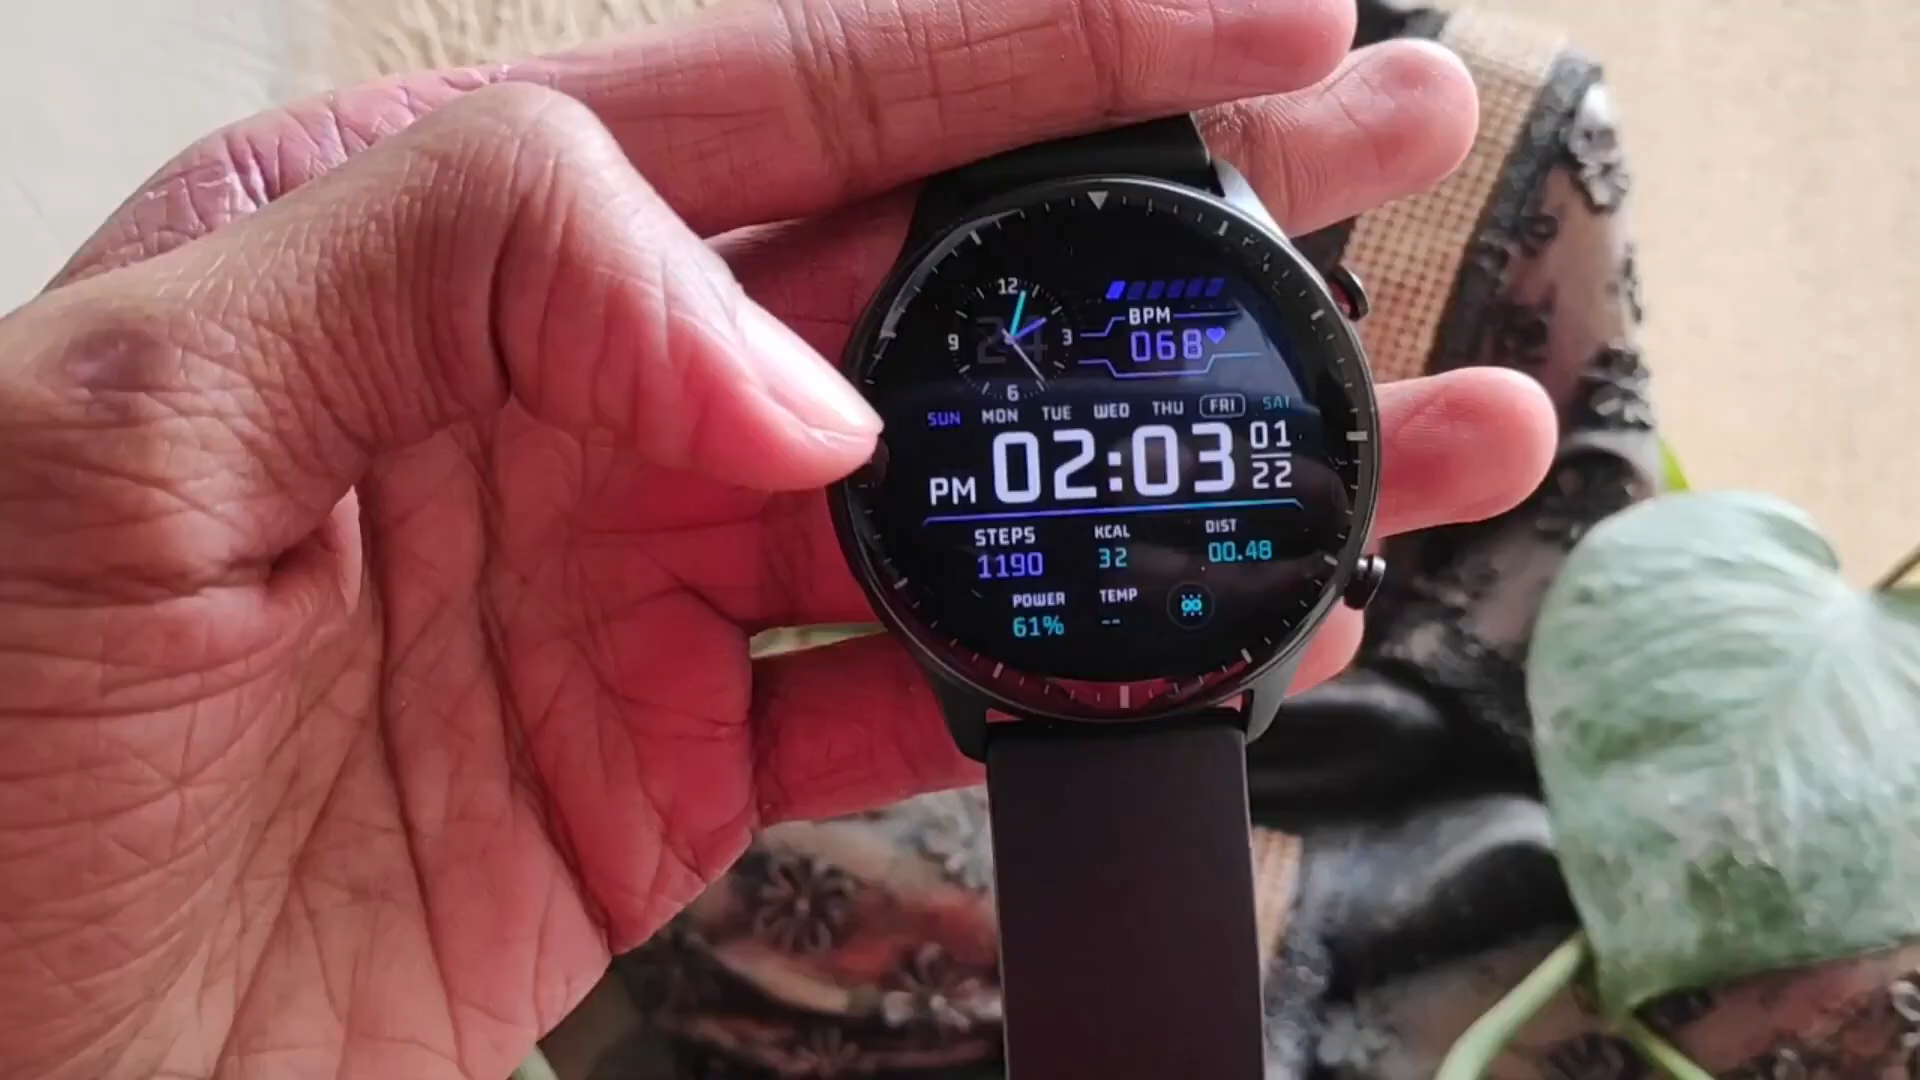 12
9 24 3
6
BPM
068
SUN MON TUE WED THU FRI SAT
PM 02:03 01
22
STEPS KCAL DIST
1190 32 00.48
POWER TEMP
61% --